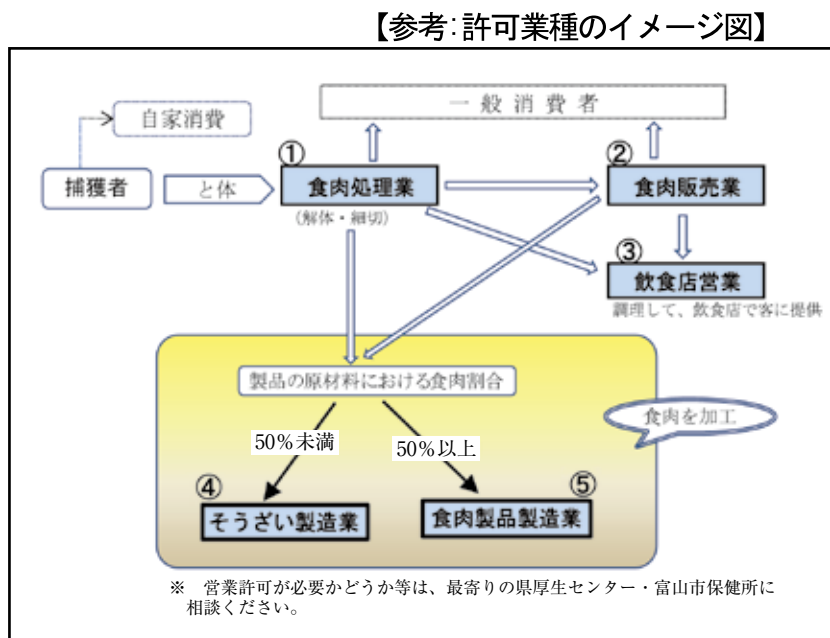 【参考:許可業種のイメージ図】
一般消費者
自家消費
①
②
捕獲者
と体
食肉処理業
食肉販売業
(解体・細切)
③
飲食店営業
調理して、飲食店で客に提供
製品の原材料における食肉割合
食肉を加工
50%未満
50%以上
④
⑤
そうざい製造業
食肉製品製造業
※ 営業許可が必要かどうか等は、最寄りの県厚生センター・富山市保健所に
相談ください。